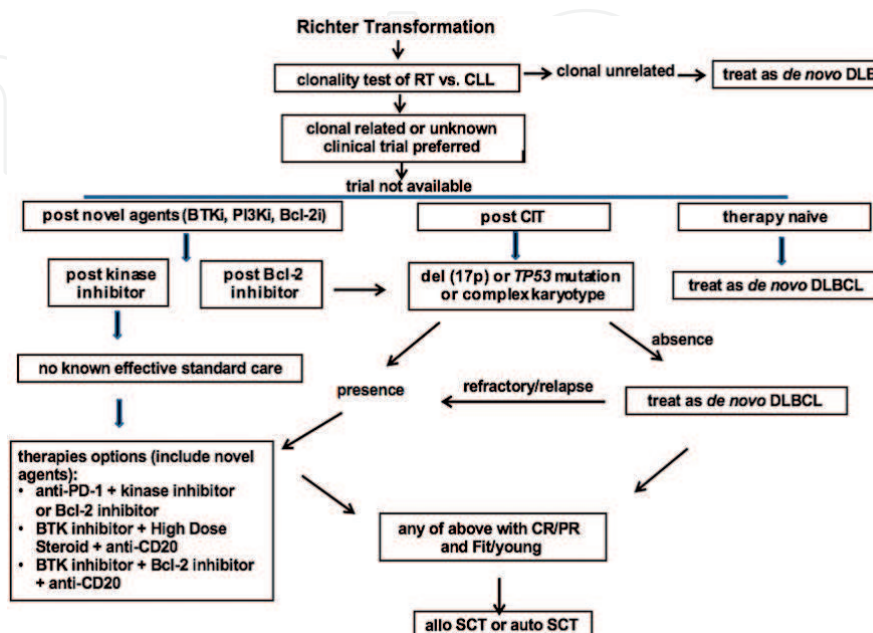 Richter Transformation
clonality test of RT vs. CLL
clonal unrelated
treat as de novo DLB
clonal related or unknown
clinical trial preferred
trial not available
post novel agents (BTKi, PI3Ki, Bcl-2i)
post CIT
therapy naive
post kinase
inhibitor
post Bcl-2
inhibitor
del (17p) or TP53 mutation
or complex karyotype
treat as de novo DLBCL
absence
no known effective standard care
presence
refractory/relapse
treat as de novo DLBCL
therapies options (include novel
agents):
• anti-PD-1 + kinase inhibitor
or Bcl-2 inhibitor
• BTK inhibitor + High Dose
Steroid + anti-CD20
• BTK inhibitor + Bcl-2 inhibitor
+ anti-CD20
any of above with CR/PR
and Fit/young
allo SCT or auto SCT